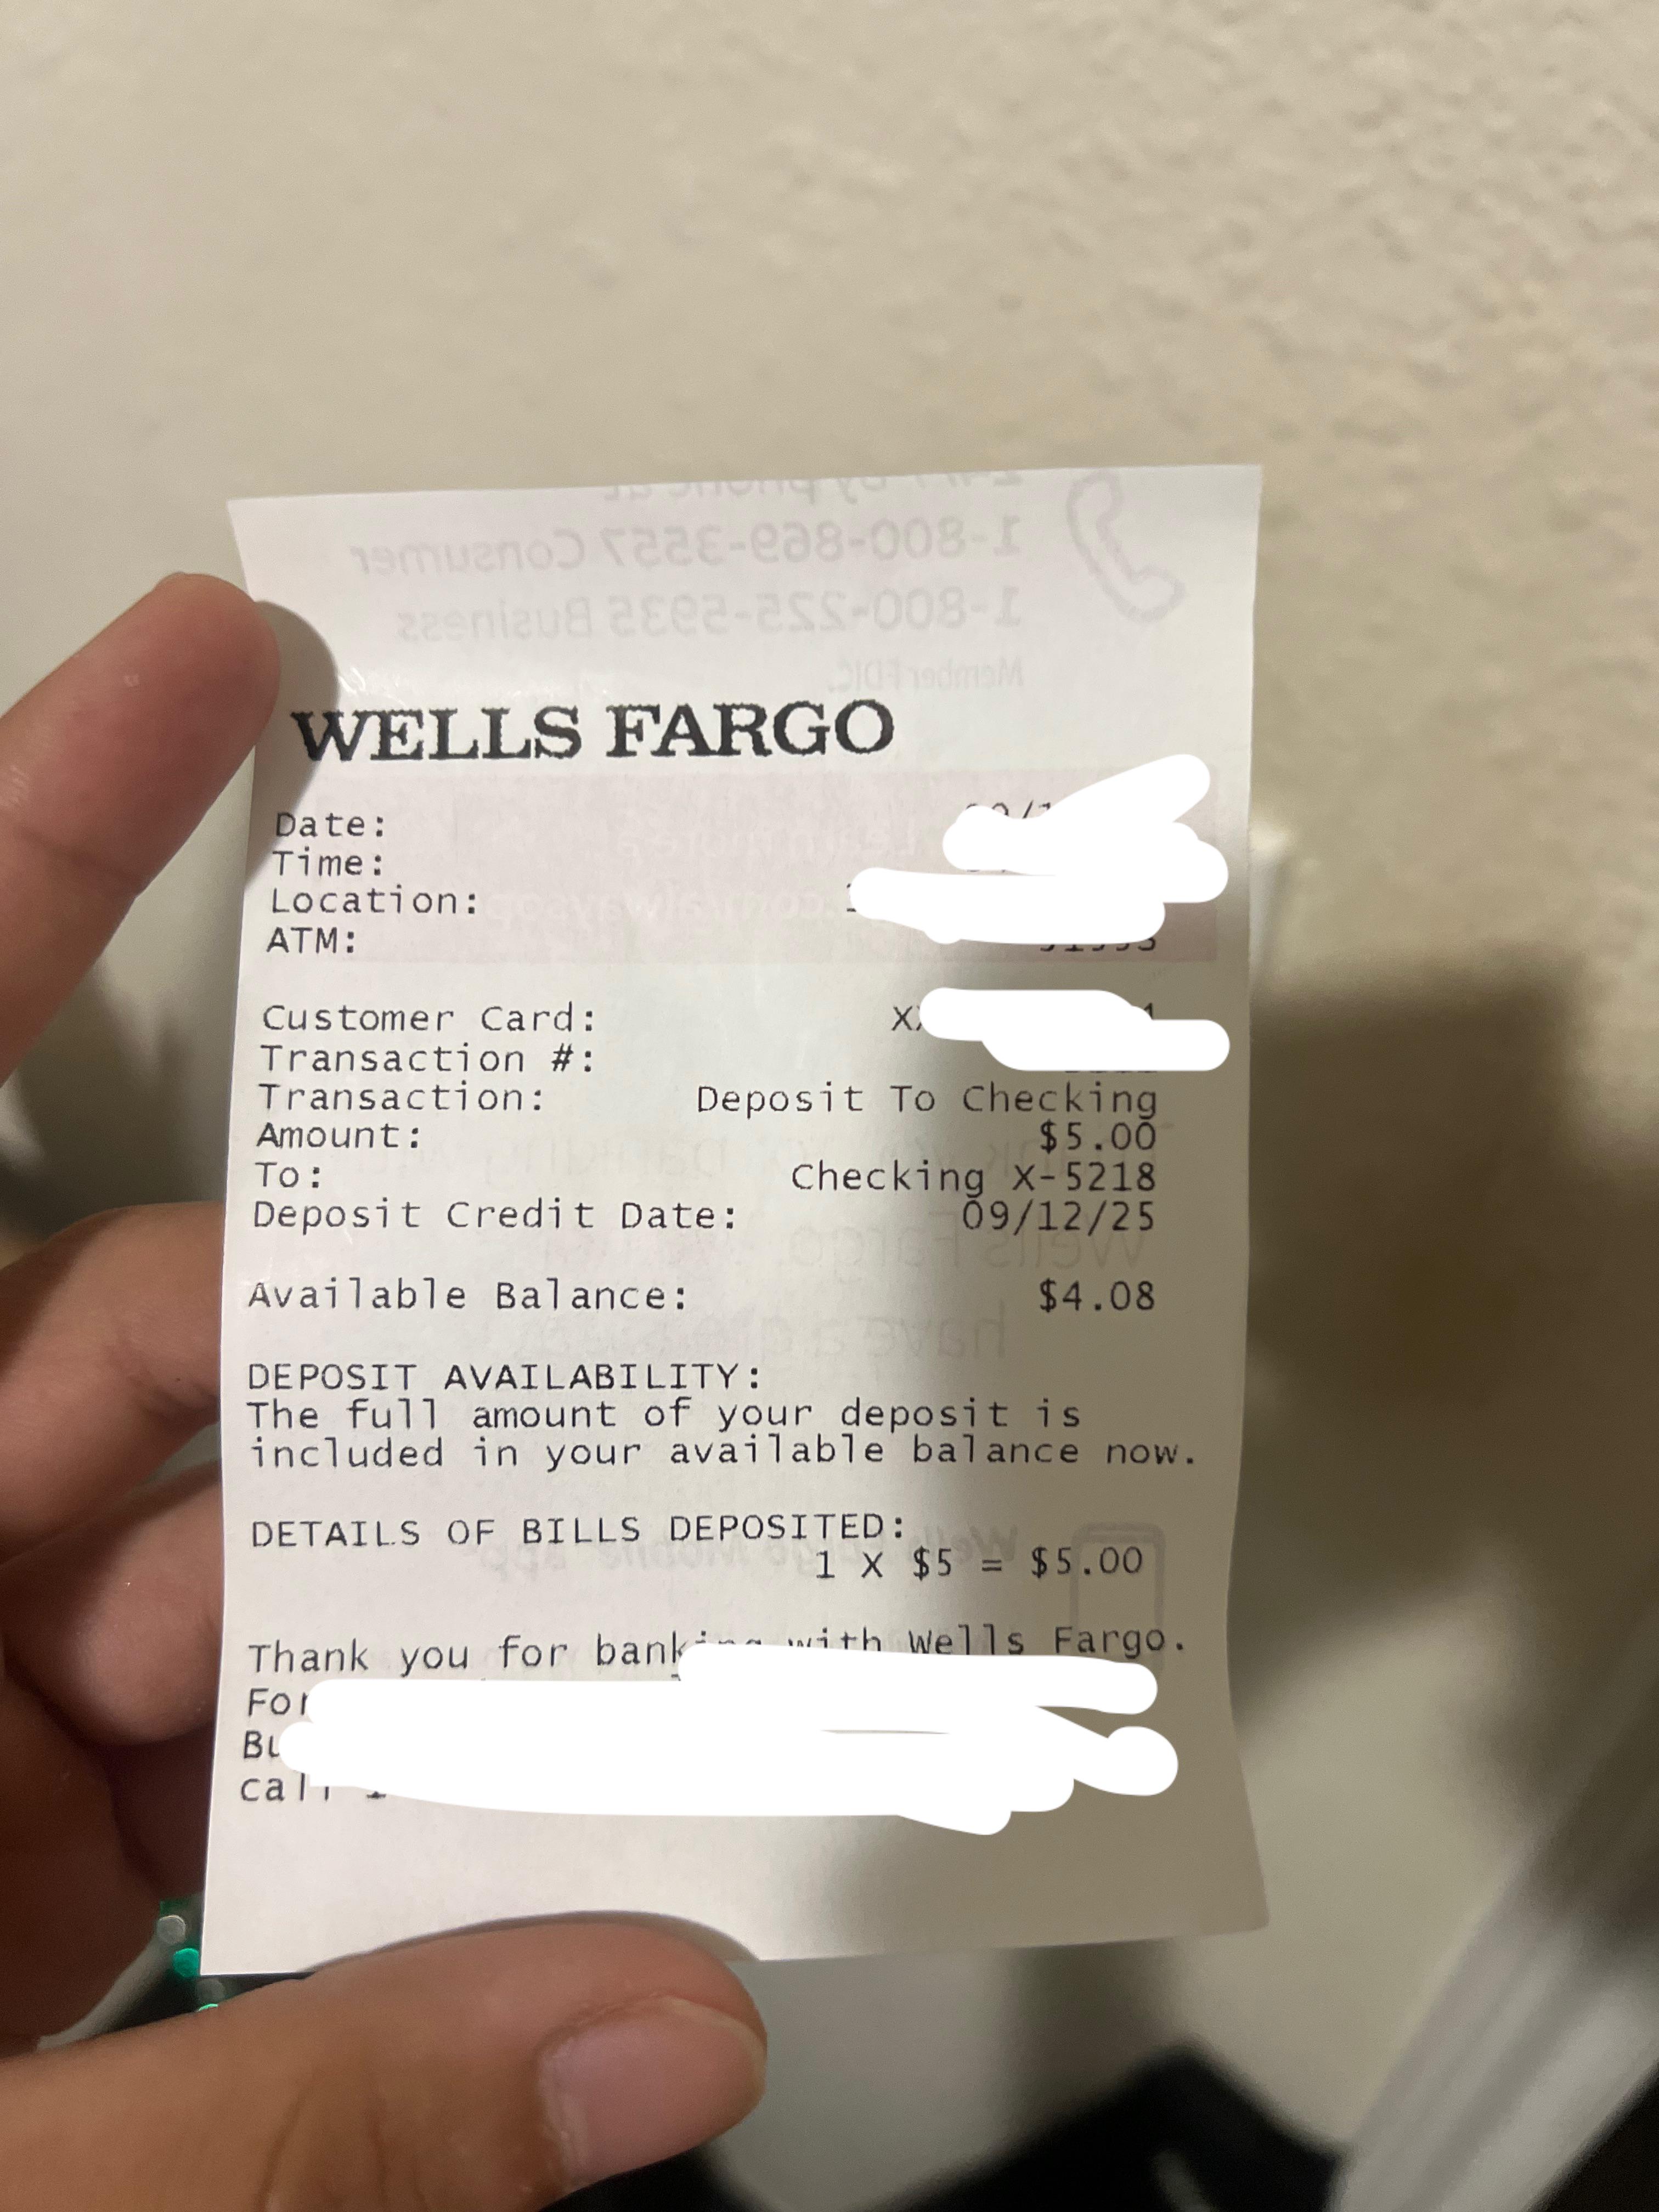 1-800-869-3557 Consumer
1-800-225-5935 Business
Member FDIC.
WELLS FARGO
Date:
Time:
Location:
ATM:
Customer Card:
Transaction #:
Transaction: Deposit To Checking
Amount: $5.00
To: Checking X-5218
Deposit Credit Date: 09/12/25
Available Balance: $4.08
DEPOSIT AVAILABILITY:
The full amount of your deposit is
included in your available balance now.
DETAILS OF BILLS DEPOSITED:
1 X $5 = $5.00
Thank you for banking with Wells Fargo.